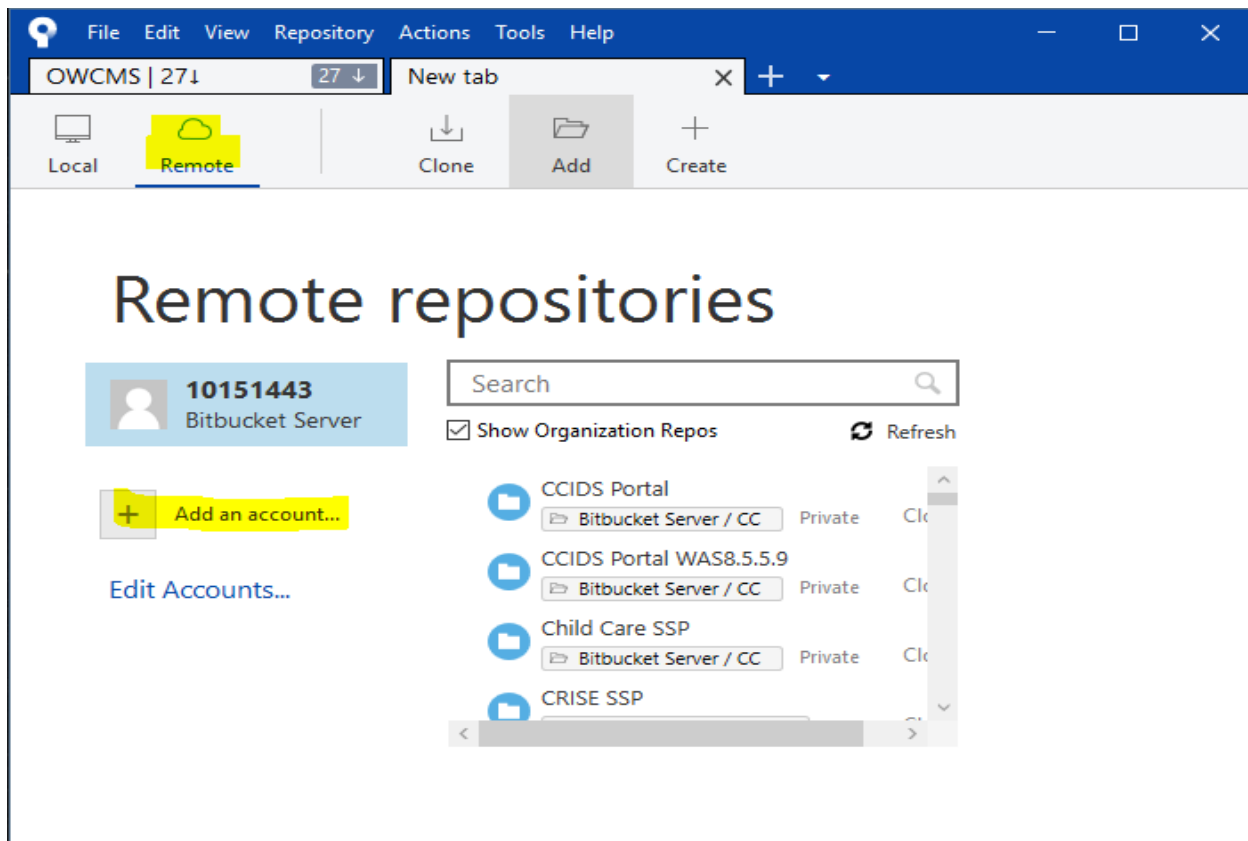 File Edit View Repository Actions Tools Help
OWCMS | 27↓ 27 ↓ New tab
Local Remote Clone Add Create
Remote repositories
10151443
Bitbucket Server
Add an account...
Edit Accounts...
Search
Show Organization Repos Refresh
CCIDS Portal
Bitbucket Server / CC Private
CCIDS Portal WAS8.5.5.9
Bitbucket Server / CC Private
Child Care SSP
Bitbucket Server / CC Private
CRISE SSP